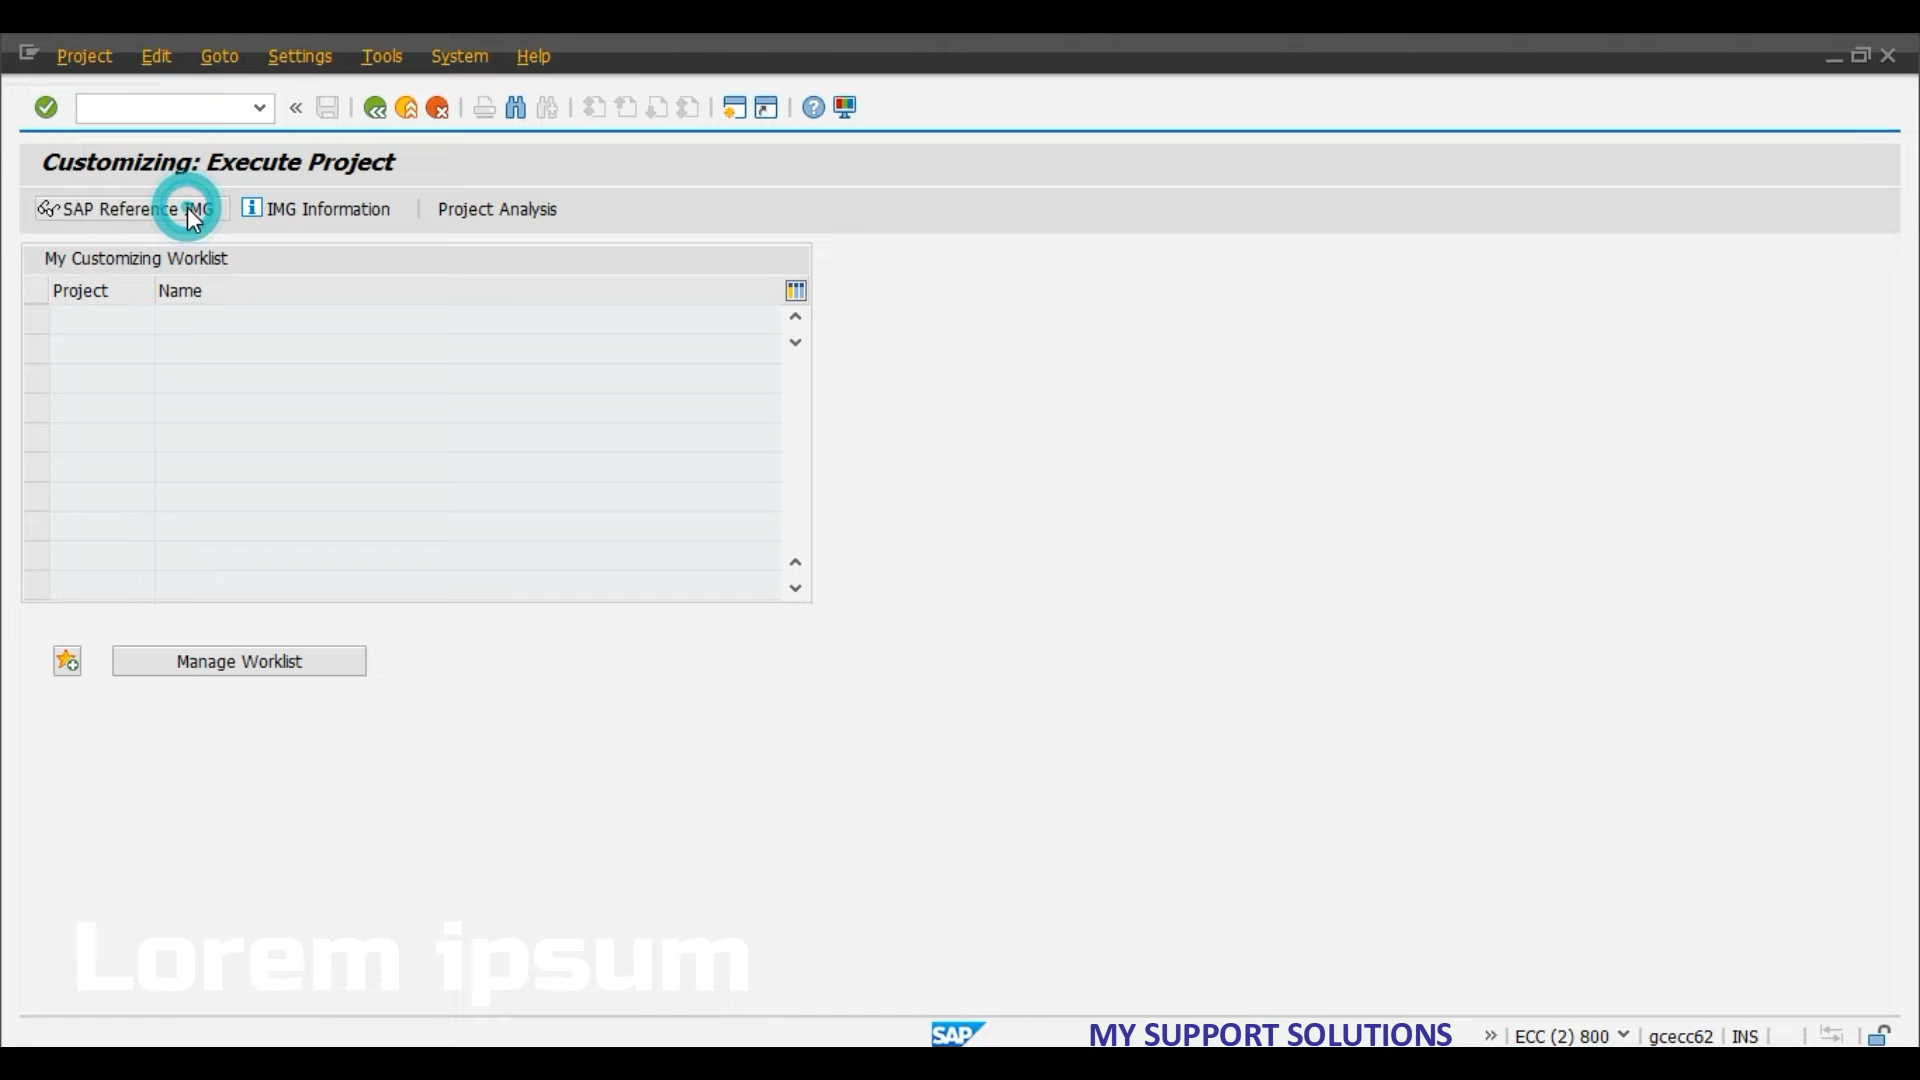 Project Edit Goto Settings Tools System Help
Customizing: Execute Project
SAP Reference IMG IMG Information Project Analysis
My Customizing Worklist
Project Name
Manage Worklist
Lorem ipsum
SAP MY SUPPORT SOLUTIONS ECC (2) 800 gcecc62 INS